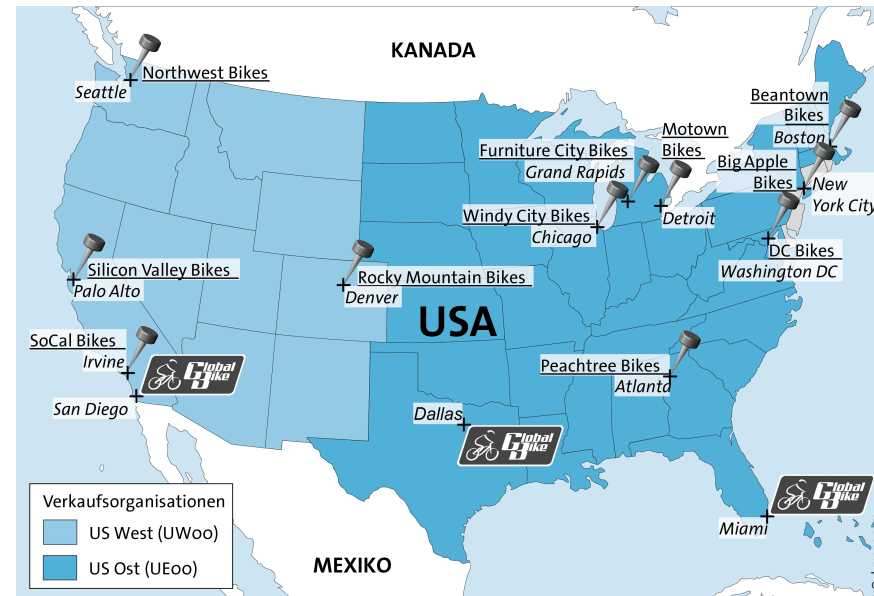 KANADA
Northwest Bikes
Seattle
Beantown
Bikes
Boston
Motown
Bikes
Furniture City Bikes
Grand Rapids
Big Apple
Bikes
New
York City
Windy City Bikes
Chicago
Detroit
DC Bikes
Washington DC
Silicon Valley Bikes
Palo Alto
Rocky Mountain Bikes
Denver
USA
SoCal Bikes
Irvine
Global
Bike
San Diego
Peachtree Bikes
Atlanta
Dallas
Global
Bike
Global
Bike
Miami
Verkaufsorganisationen
US West (UW00)
US Ost (UE00)
MEXIKO